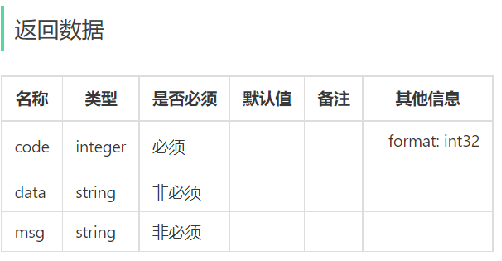 返回数据
名称 类型 是否必须 默认值 备注 其他信息
code integer 必须 format: int32
data string 非必须
msg string 非必须